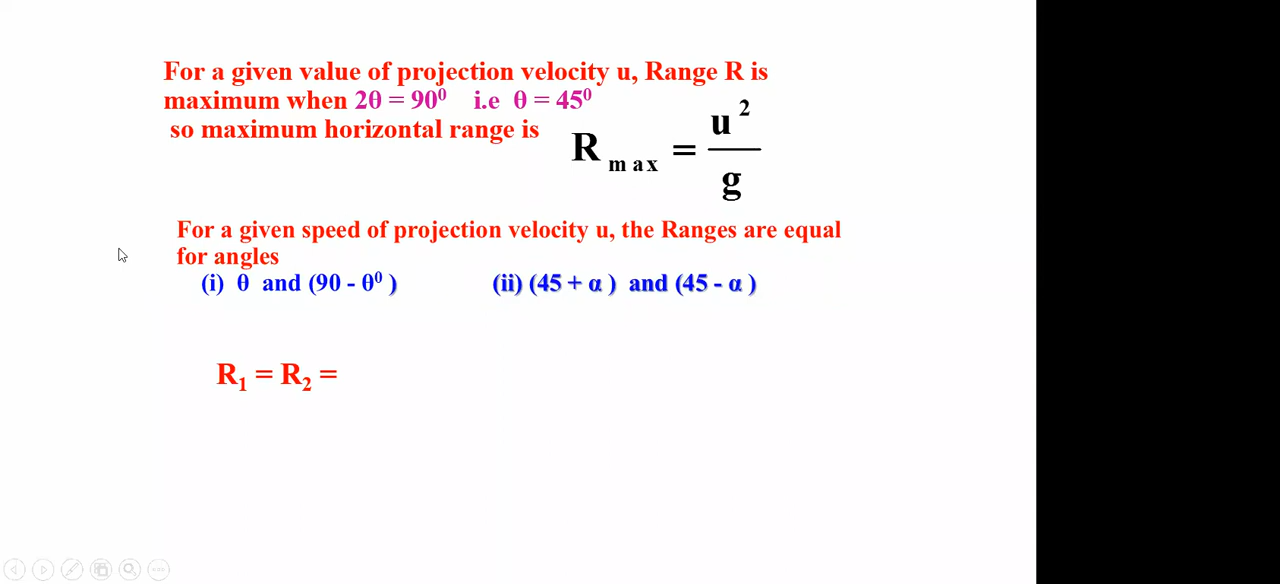 For a given value of projection velocity u, Range R is
maximum when 2θ = 90⁰ i.e θ = 45⁰
so maximum horizontal range is
R max = u² / g
For a given speed of projection velocity u, the Ranges are equal
for angles
(i) θ and (90 - θ⁰ ) (ii) (45 + α ) and (45 - α )
R₁ = R₂ =